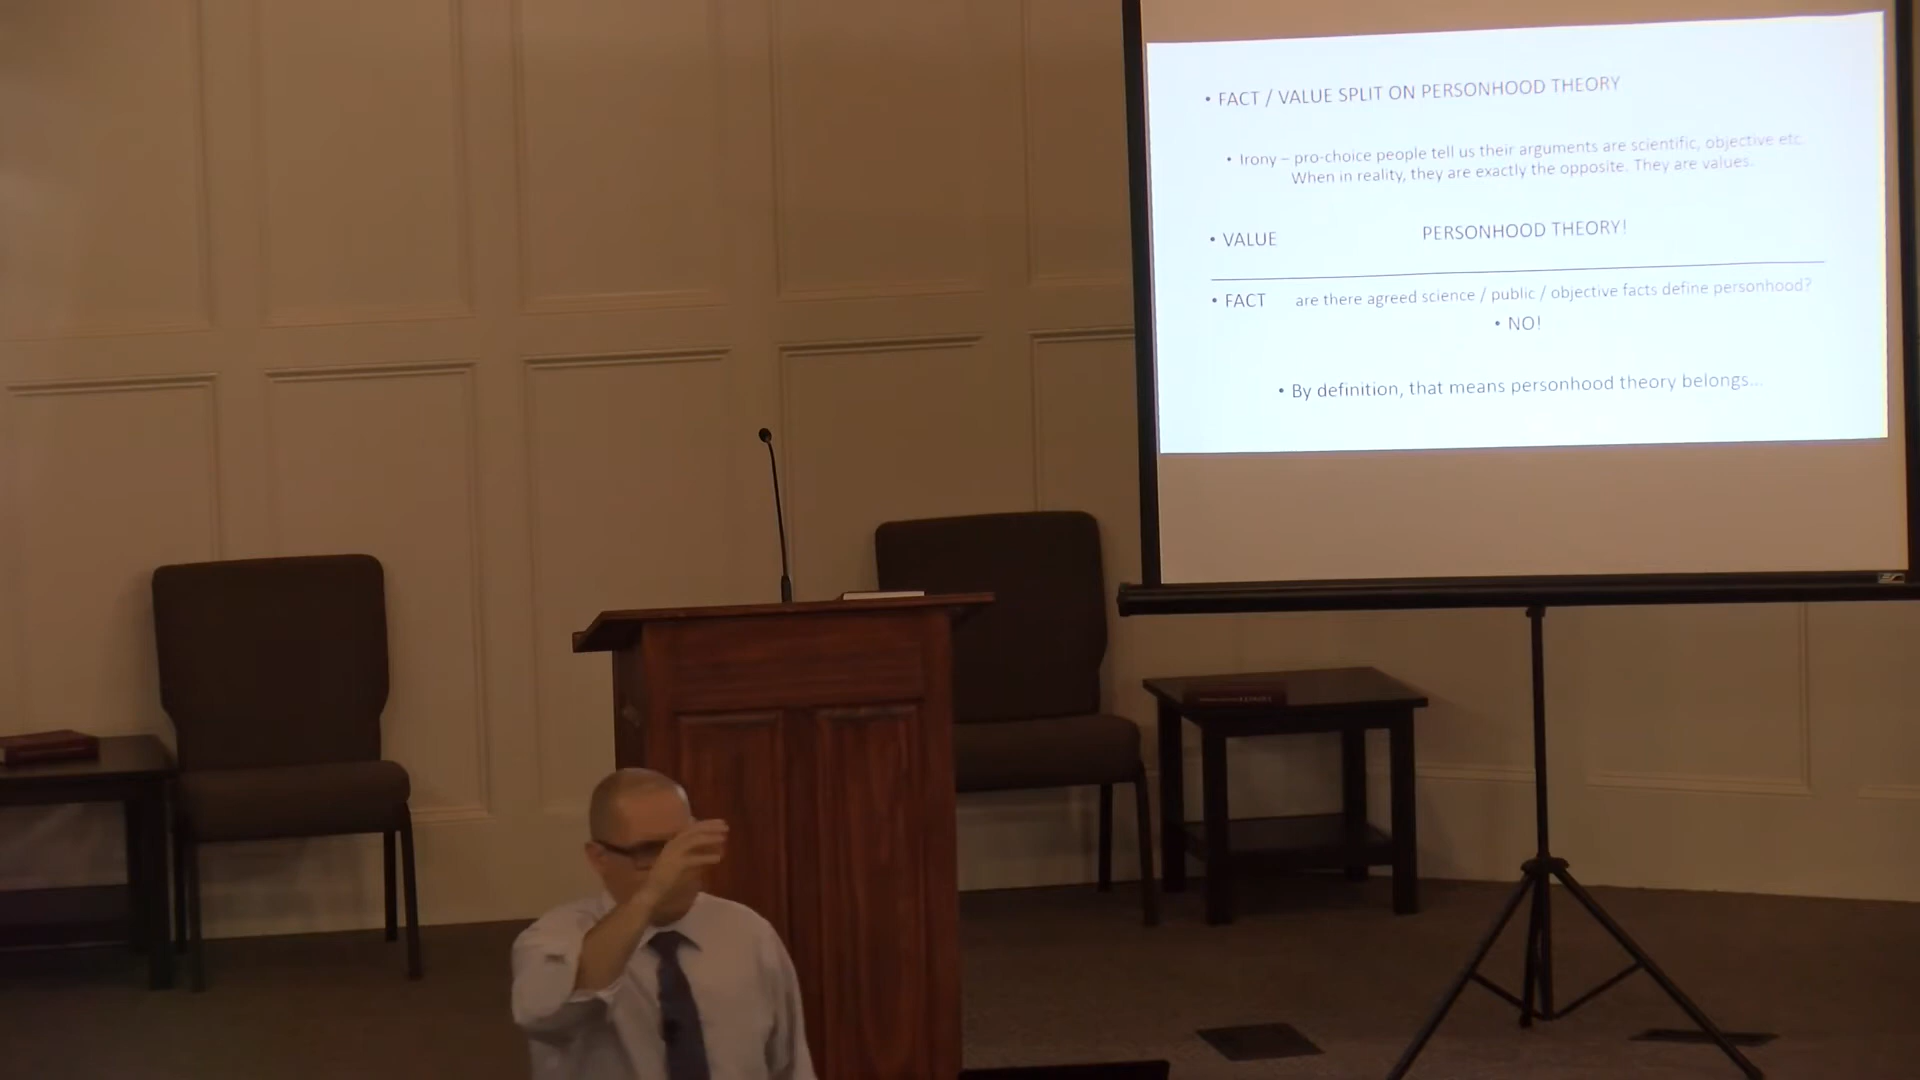 • FACT / VALUE SPLIT ON PERSONHOOD THEORY
• Irony – pro-choice people tell us their arguments are scientific, objective etc.
When in reality, they are exactly the opposite. They are values.
• VALUE PERSONHOOD THEORY!
• FACT are there agreed science / public / objective facts define personhood?
• NO!
• By definition, that means personhood theory belongs...